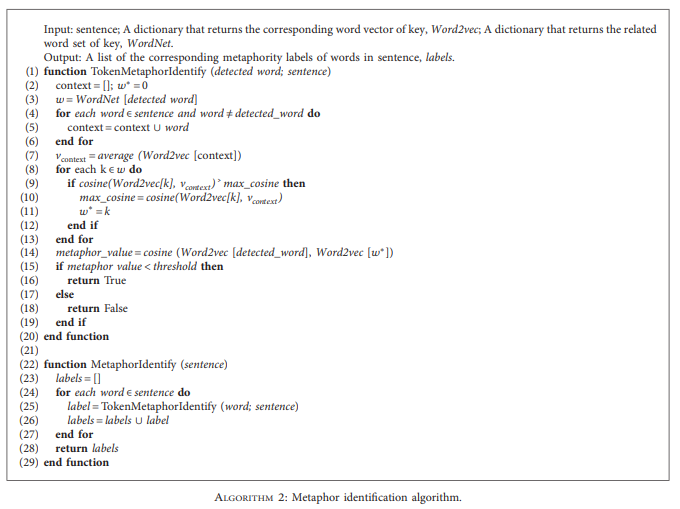 Input: sentence; A dictionary that returns the corresponding word vector of key, Word2vec; A dictionary that returns the related
word set of key, WordNet.
Output: A list of the corresponding metaphority labels of words in sentence, labels.
(1) function TokenMetaphorIdentify (detected word; sentence)
(2) context = []; w* = 0
(3) w = WordNet [detected word]
(4) for each word ∈ sentence and word ≠ detected_word do
(5) context = context ∪ word
(6) end for
(7) v_context = average (Word2vec [context])
(8) for each k ∈ w do
(9) if cosine(Word2vec[k], v_context) > max_cosine then
(10) max_cosine = cosine(Word2vec[k], v_context)
(11) w* = k
(12) end if
(13) end for
(14) metaphor_value = cosine (Word2vec [detected_word], Word2vec [w*])
(15) if metaphor value < threshold then
(16) return True
(17) else
(18) return False
(19) end if
(20) end function
(21)
(22) function MetaphorIdentify (sentence)
(23) labels = []
(24) for each word ∈ sentence do
(25) label = TokenMetaphorIdentify (word; sentence)
(26) labels = labels ∪ label
(27) end for
(28) return labels
(29) end function
ALGORITHM 2: Metaphor identification algorithm.